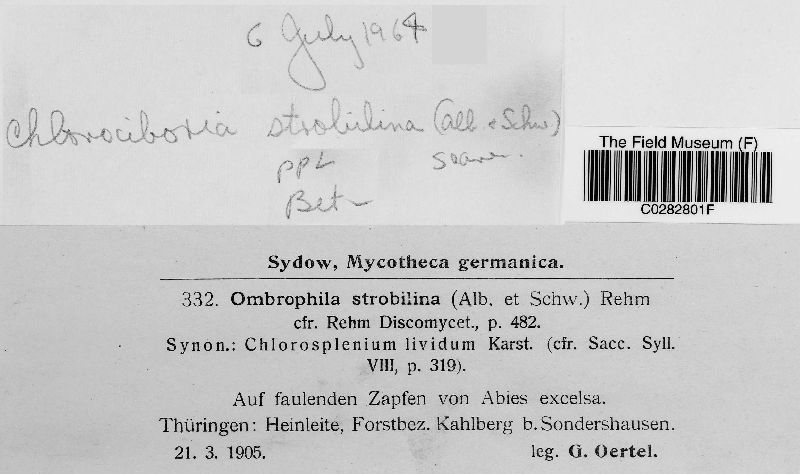 6 July 1964
Chlorociboria strobilina (Alb. & Schw.)
ppt
The Field Museum (F)
C0282801F
Sydow, Mycotheca germanica.
332. Ombrophila strobilina (Alb. et Schw.) Rehm
cfr. Rehm Discomycet., p. 482.
Synon.: Chlorosplenium lividum Karst. (cfr. Sacc. Syll.
VIII, p. 319).
Auf faulenden Zapfen von Abies excelsa.
Thüringen: Heinleite, Forstbez. Kahlberg b. Sondershausen.
21. 3. 1905. leg. G. Oertel.